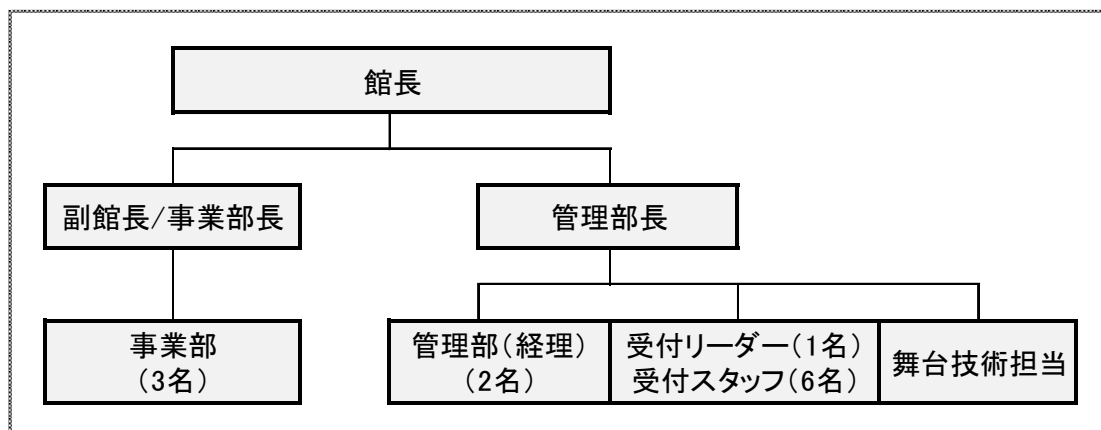 館長
副館長/事業部長
管理部長
事業部
(3名)
管理部(経理)
(2名)
受付リーダー(1名)
受付スタッフ(6名)
舞台技術担当